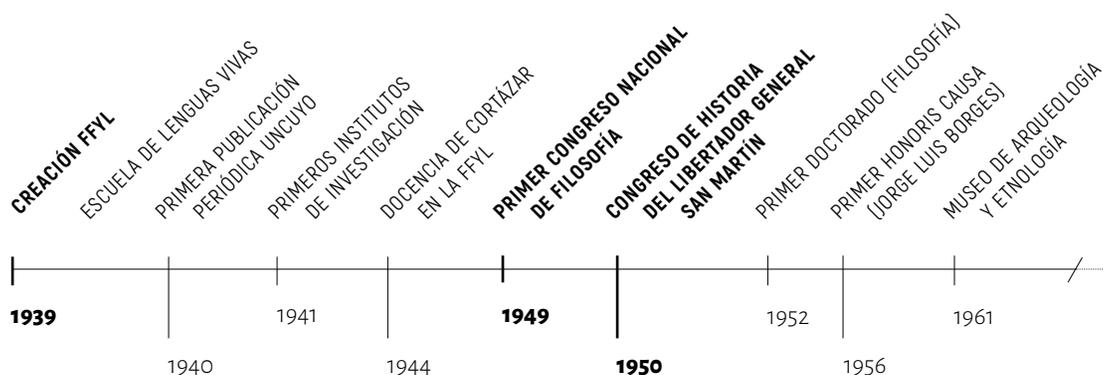 CREACIÓN FFYL
ESCUELA DE LENGUAS VIVAS
PRIMERA PUBLICACIÓN
PERIÓDICA UNCUYO
PRIMEROS INSTITUTOS
DE INVESTIGACIÓN
DOCENCIA DE CORTÁZAR
EN LA FFYL
PRIMER CONGRESO NACIONAL
DE FILOSOFÍA
CONGRESO DE HISTORIA
DEL LIBERTADOR GENERAL
SAN MARTÍN
PRIMER DOCTORADO (FILOSOFÍA)
PRIMER HONORIS CAUSA
(JORGE LUIS BORGES)
MUSEO DE ARQUEOLOGÍA
Y ETNOLOGÍA
1939
1940
1941
1944
1949
1950
1952
1956
1961